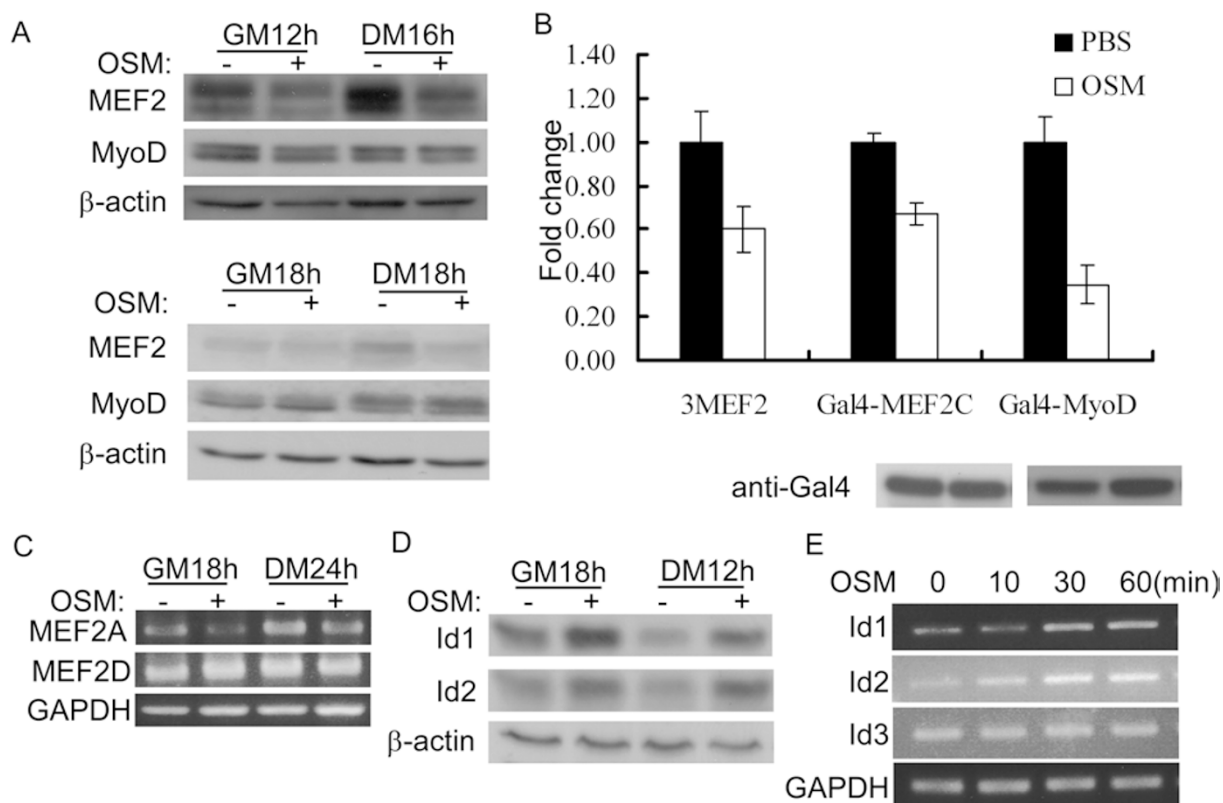 A
GM12h DM16h
OSM: - + - +
MEF2
MyoD
β-actin
GM18h DM18h
OSM: - + - +
MEF2
MyoD
β-actin
B
PBS
OSM
Fold change
1.40
1.20
1.00
0.80
0.60
0.40
0.20
0.00
3MEF2 Gal4-MEF2C Gal4-MyoD
anti-Gal4
C
GM18h DM24h
OSM: - + - +
MEF2A
MEF2D
GAPDH
D
GM18h DM12h
OSM: - + - +
Id1
Id2
β-actin
E
OSM 0 10 30 60(min)
Id1
Id2
Id3
GAPDH